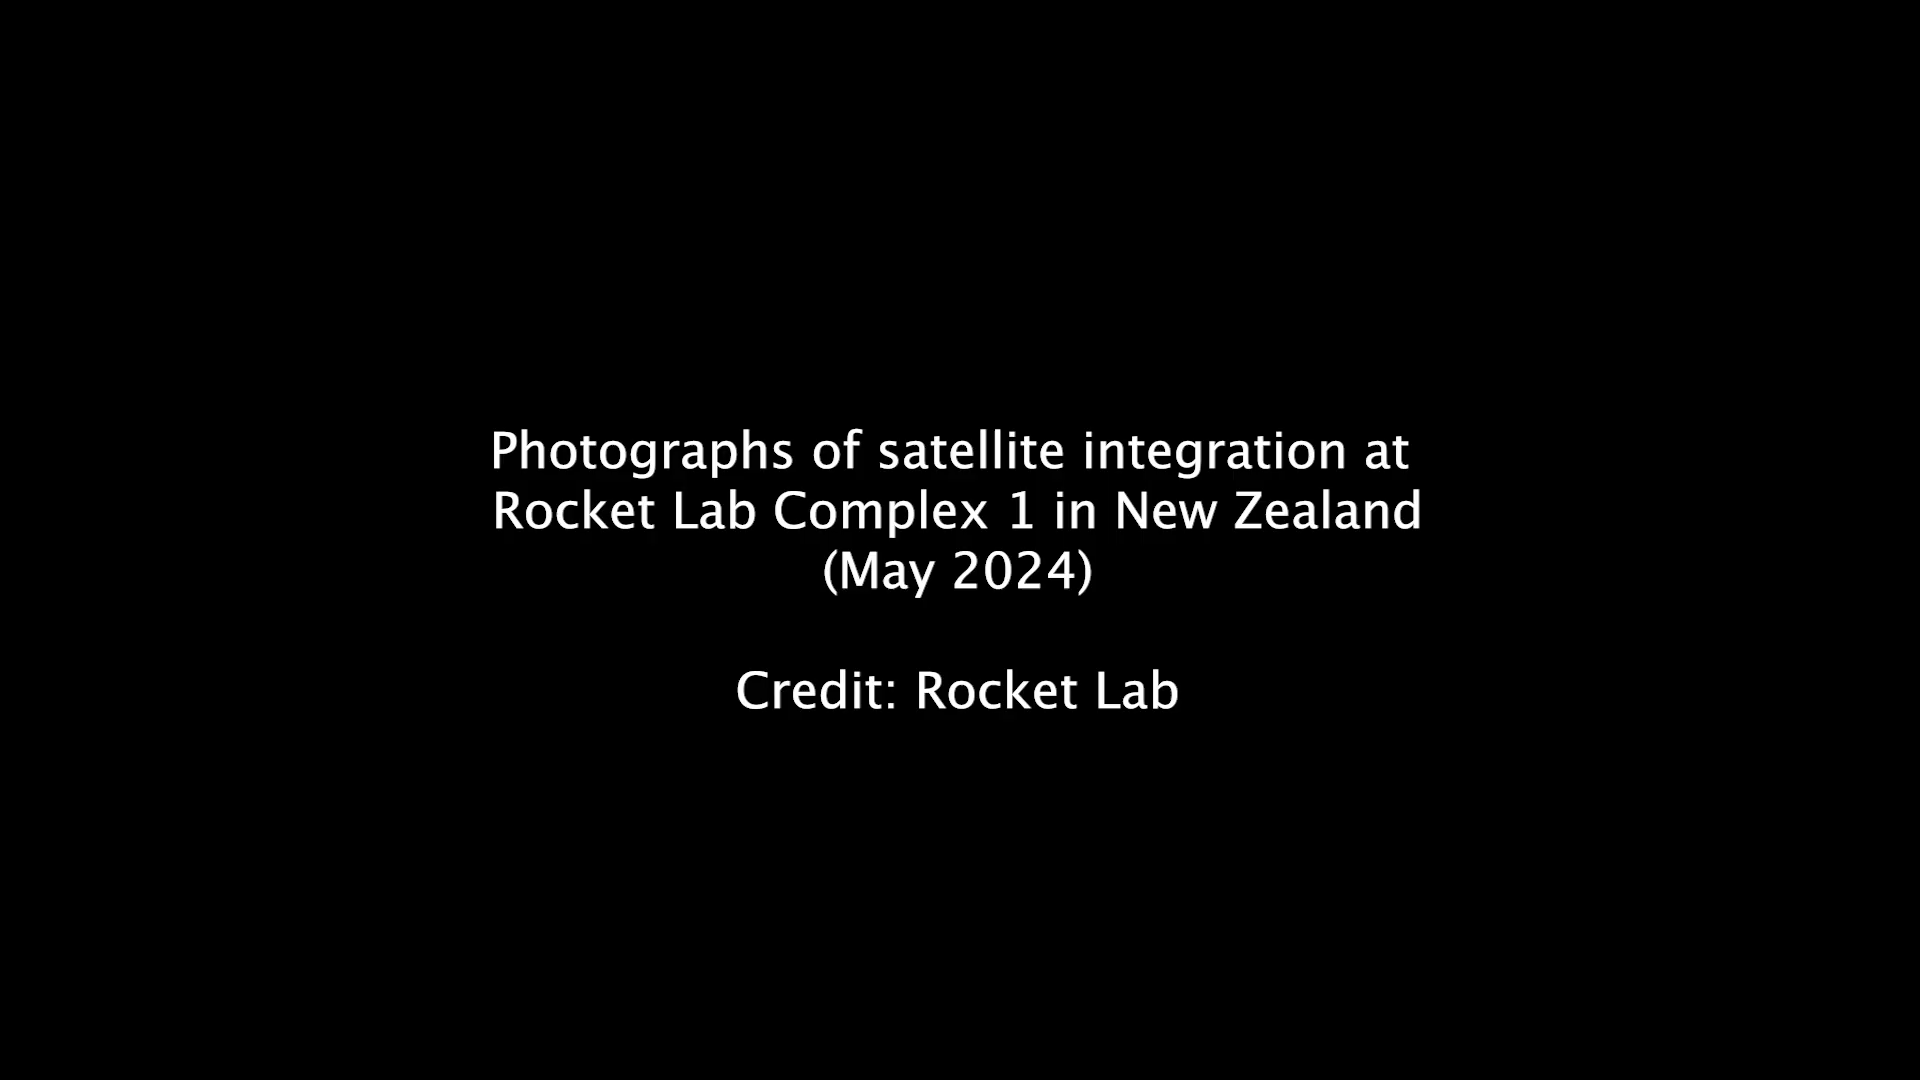 Photographs of satellite integration at
Rocket Lab Complex 1 in New Zealand
(May 2024)
Credit: Rocket Lab